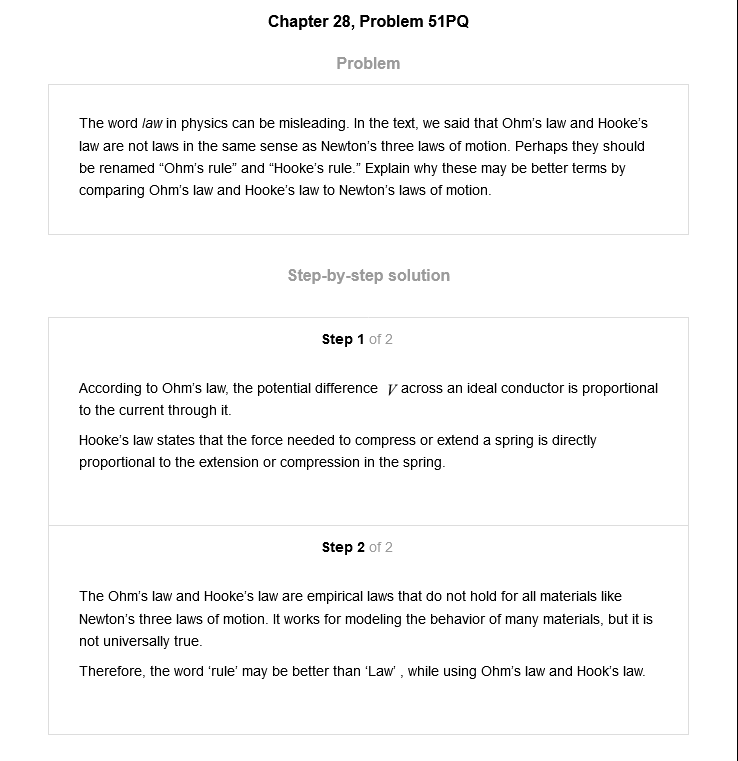 Chapter 28, Problem 51PQ
Problem
The word law in physics can be misleading. In the text, we said that Ohm's law and Hooke's
law are not laws in the same sense as Newton's three laws of motion. Perhaps they should
be renamed “Ohm's rule” and “Hooke's rule.” Explain why these may be better terms by
comparing Ohm's law and Hooke's law to Newton's laws of motion.
Step-by-step solution
Step 1 of 2
According to Ohm's law, the potential difference V across an ideal conductor is proportional
to the current through it.
Hooke's law states that the force needed to compress or extend a spring is directly
proportional to the extension or compression in the spring.
Step 2 of 2
The Ohm's law and Hooke's law are empirical laws that do not hold for all materials like
Newton's three laws of motion. It works for modeling the behavior of many materials, but it is
not universally true.
Therefore, the word ‘rule’ may be better than ‘Law’ , while using Ohm's law and Hook's law.